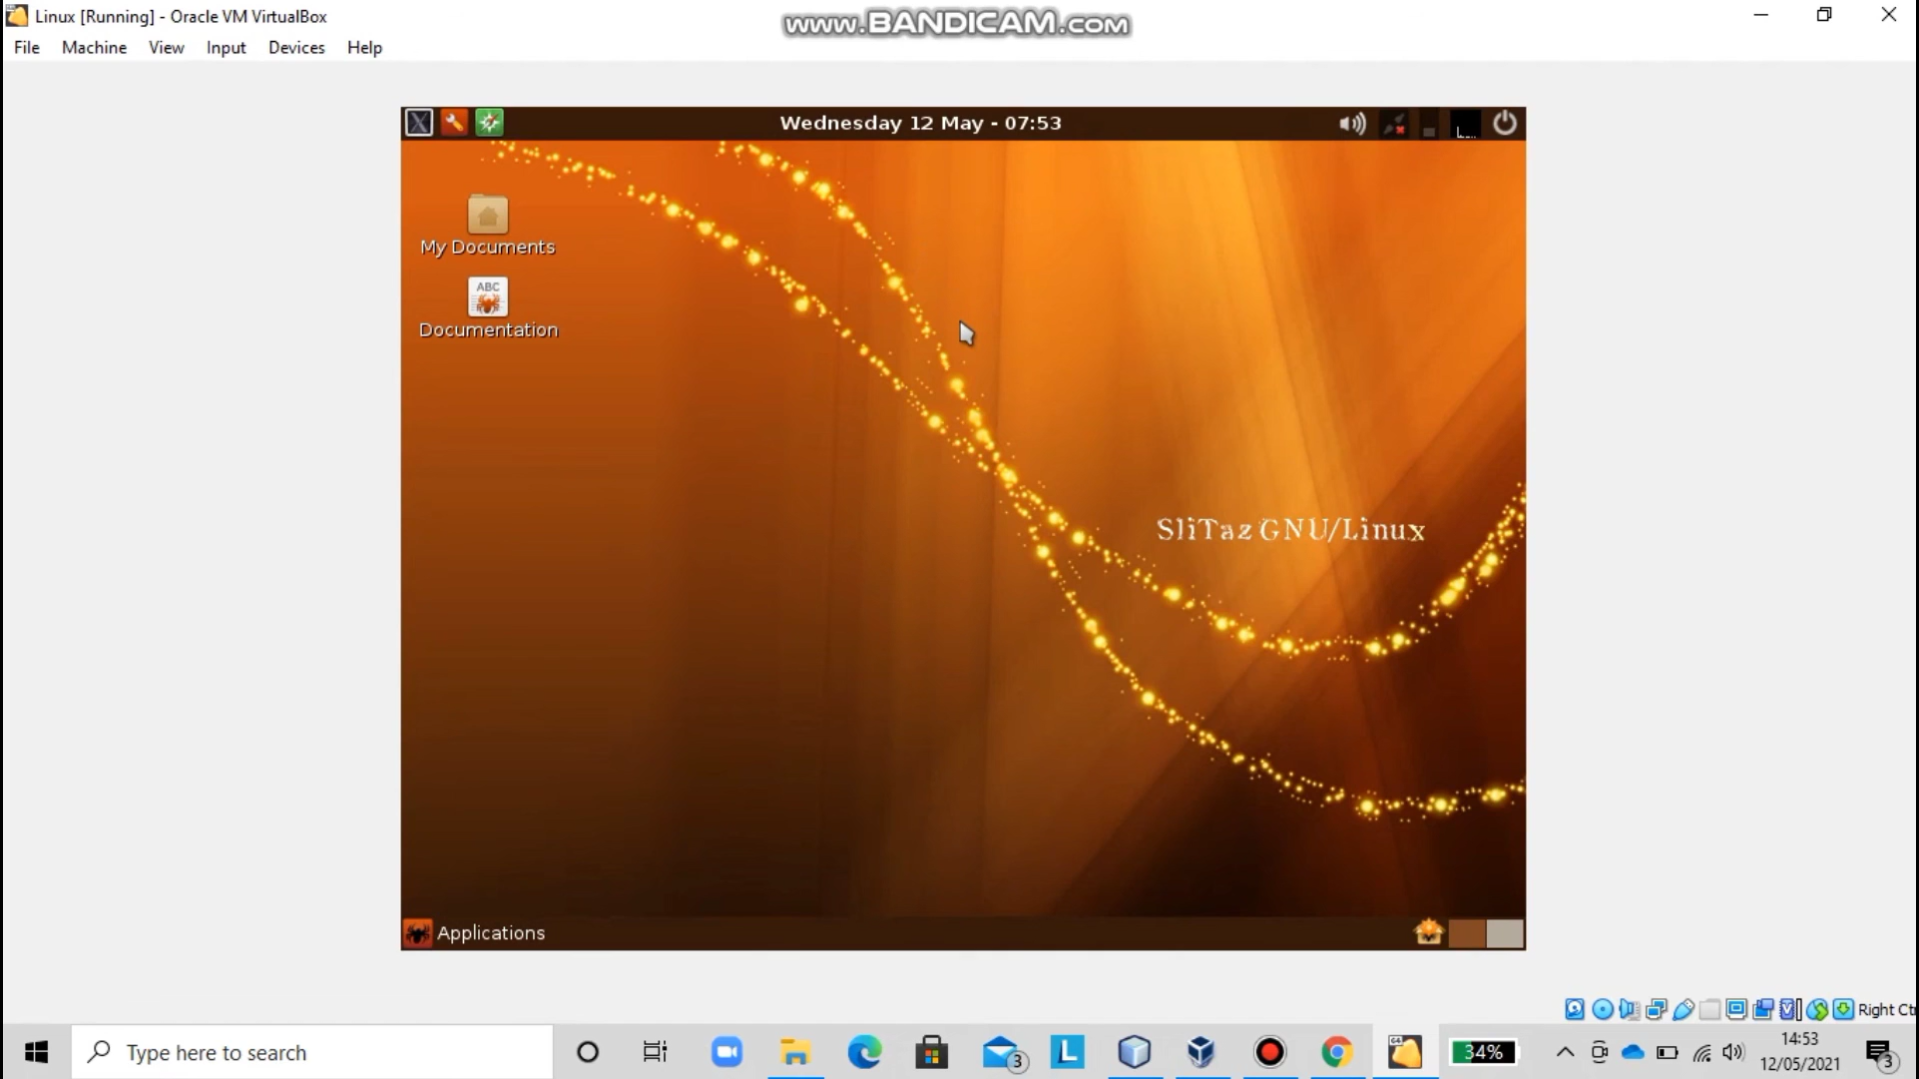 Linux [Running] - Oracle VM VirtualBox
www.BANDICAM.com
File Machine View Input Devices Help
Wednesday 12 May - 07:53
My Documents
ABC
Documentation
SliTaz GNU/Linux
Applications
Right Ct
Type here to search
3
L
64
34%
14:53
12/05/2021
3